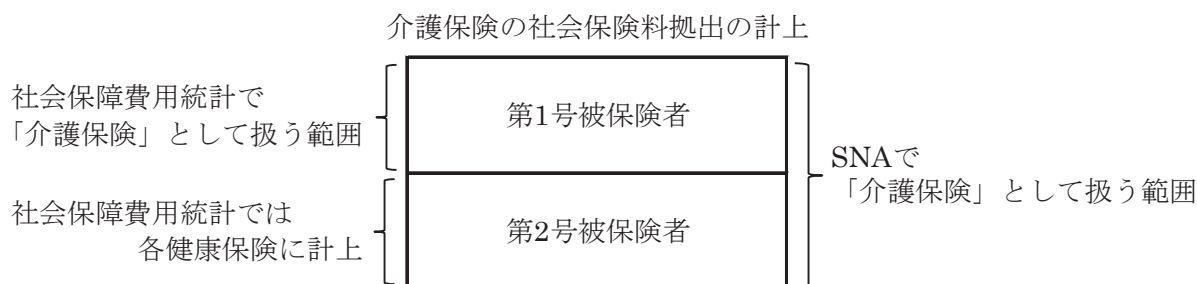 介護保険の社会保険料拠出の計上
社会保障費用統計で
「介護保険」として扱う範囲
第1号被保険者
SNAで
「介護保険」として扱う範囲
社会保障費用統計では
各健康保険に計上
第2号被保険者